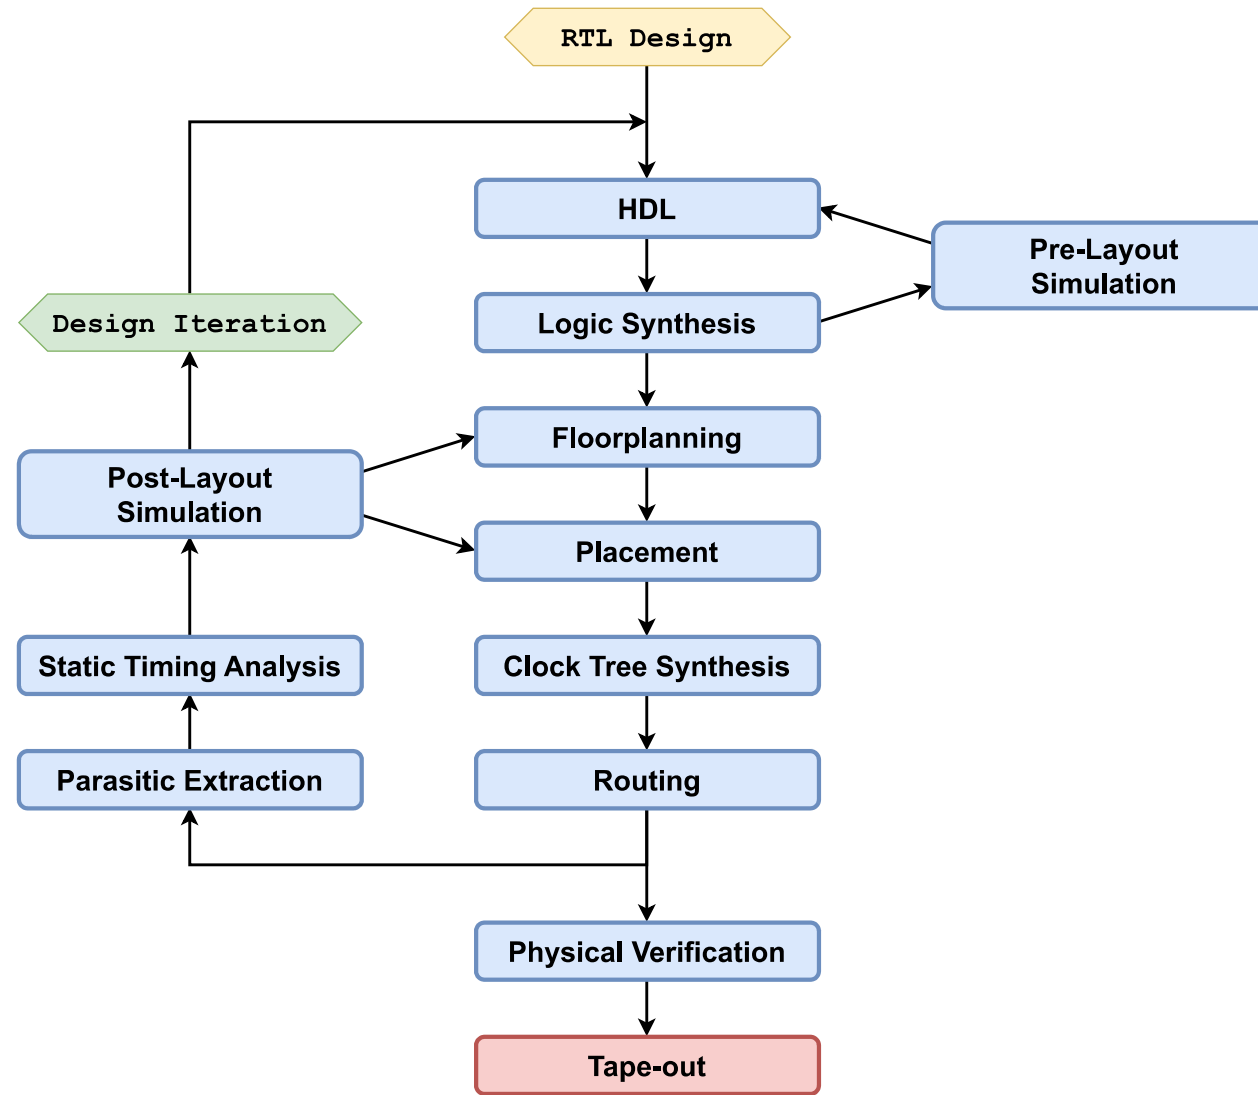 RTL Design
HDL
Pre-Layout
Simulation
Design Iteration
Logic Synthesis
Floorplanning
Post-Layout
Simulation
Placement
Static Timing Analysis
Clock Tree Synthesis
Parasitic Extraction
Routing
Physical Verification
Tape-out